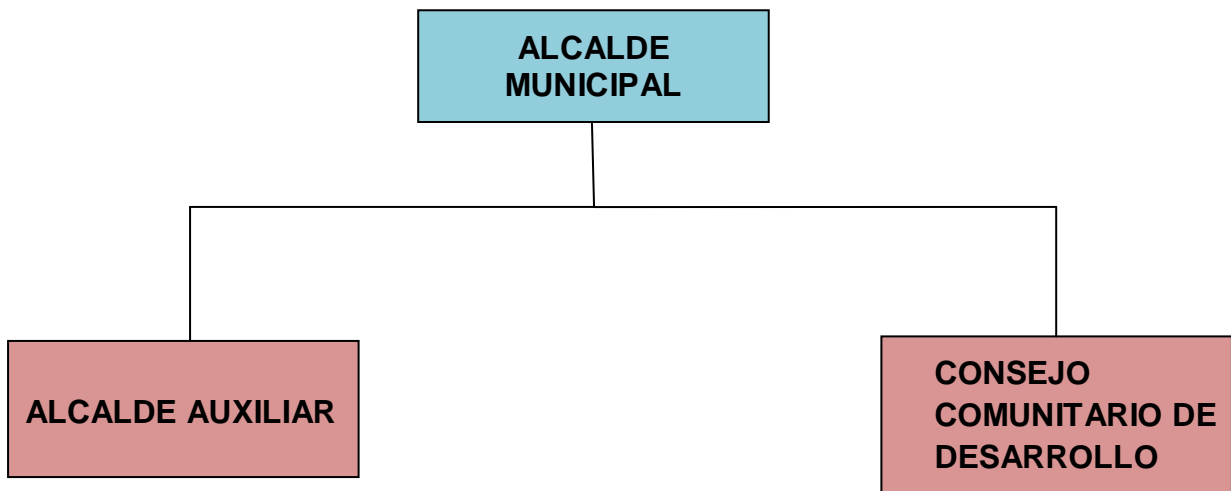 ALCALDE
MUNICIPAL
ALCALDE AUXILIAR
CONSEJO
COMUNITARIO DE
DESARROLLO